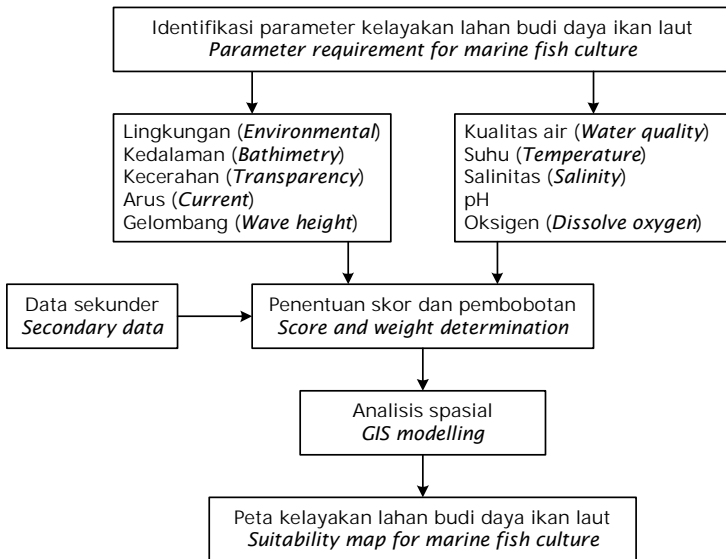 Identifikasi parameter kelayakan lahan budi daya ikan laut
Parameter requirement for marine fish culture
Lingkungan (Environmental)
Kedalaman (Bathimetry)
Kecerahan (Transparency)
Arus (Current)
Gelombang (Wave height)
Kualitas air (Water quality)
Suhu (Temperature)
Salinitas (Salinity)
pH
Oksigen (Dissolve oxygen)
Data sekunder
Secondary data
Penentuan skor dan pembobotan
Score and weight determination
Analisis spasial
GIS modelling
Peta kelayakan lahan budi daya ikan laut
Suitability map for marine fish culture